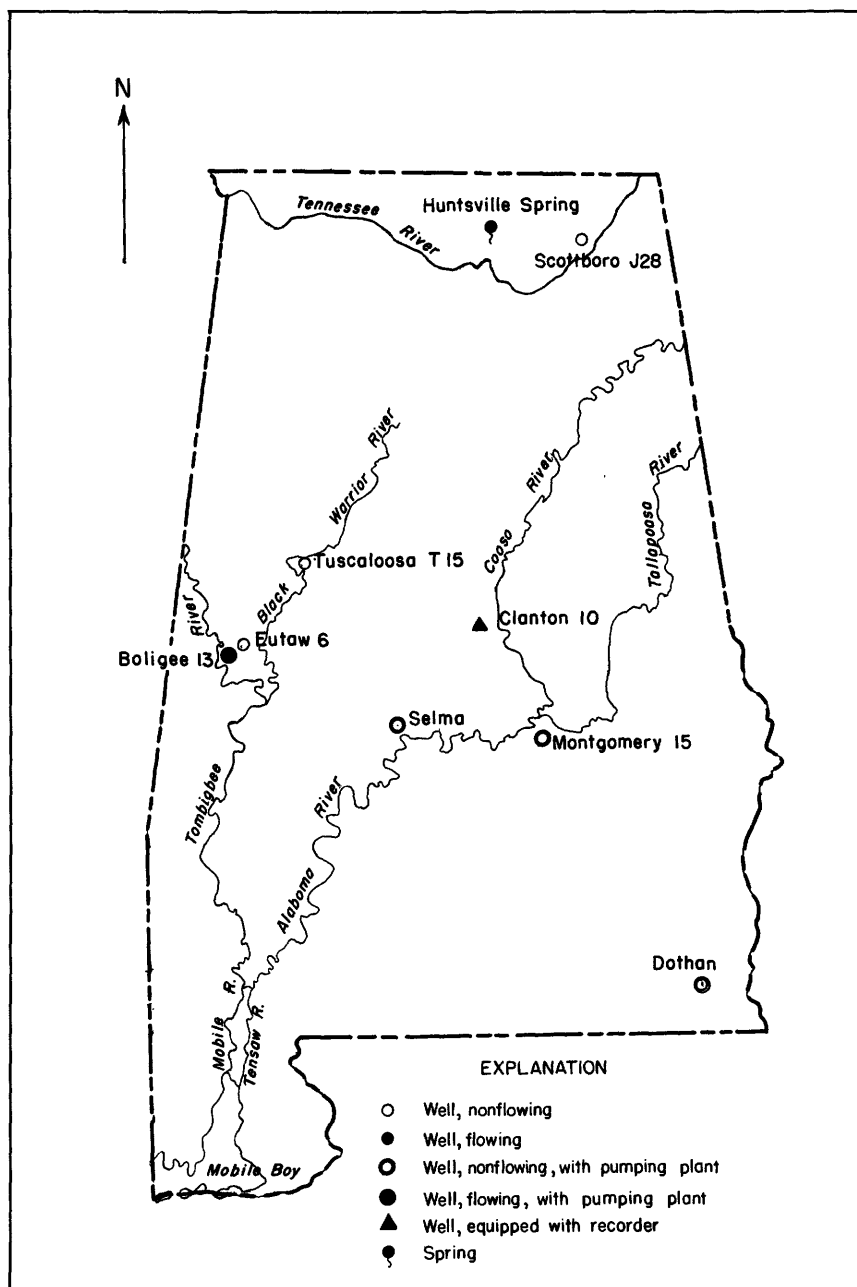 N
Tennessee River
Huntsville Spring
Scottboro J28
Warrior River
Black
Tuscaloosa T 15
Coosa River
Tallapoosa River
Clanton 10
River
Eutaw 6
Boligee 13
Selma
Montgomery 15
Tombigbee
Alabama River
Dothan
Mobile R.
Tensaw R.
Mobile Bay
EXPLANATION
Well, nonflowing
Well, flowing
Well, nonflowing, with pumping plant
Well, flowing, with pumping plant
Well, equipped with recorder
Spring